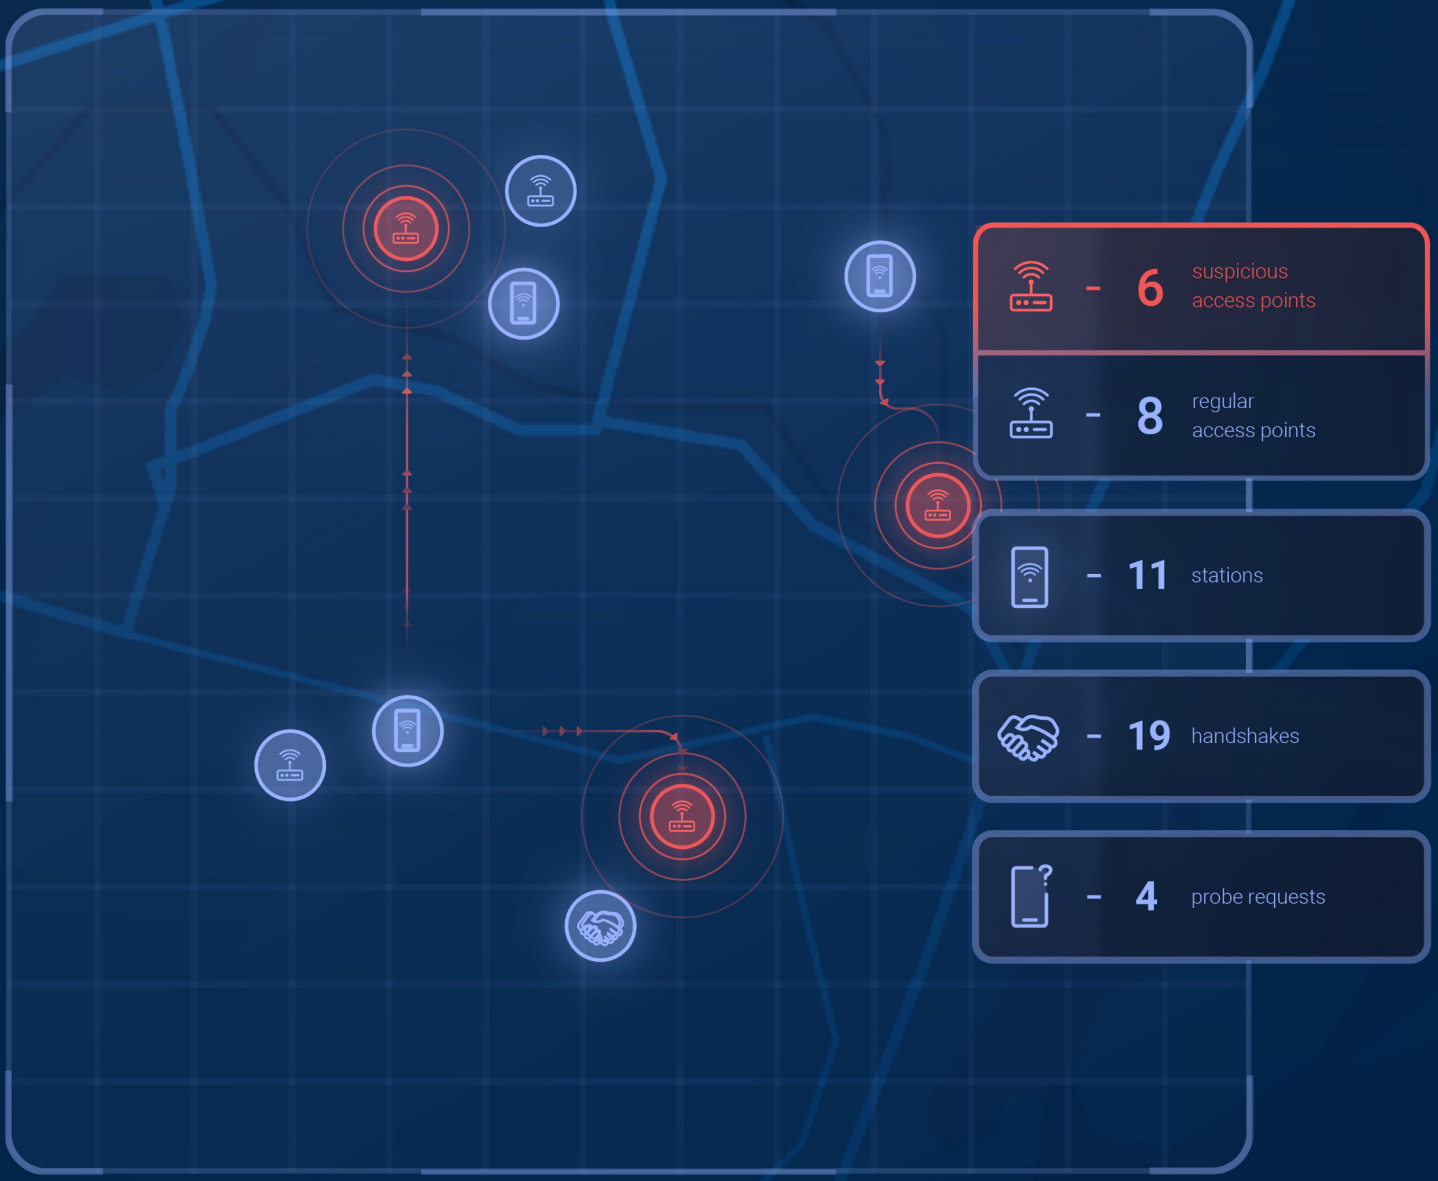 - 6 suspicious
access points
- 8 regular
access points
- 11 stations
- 19 handshakes
?
- 4 probe requests